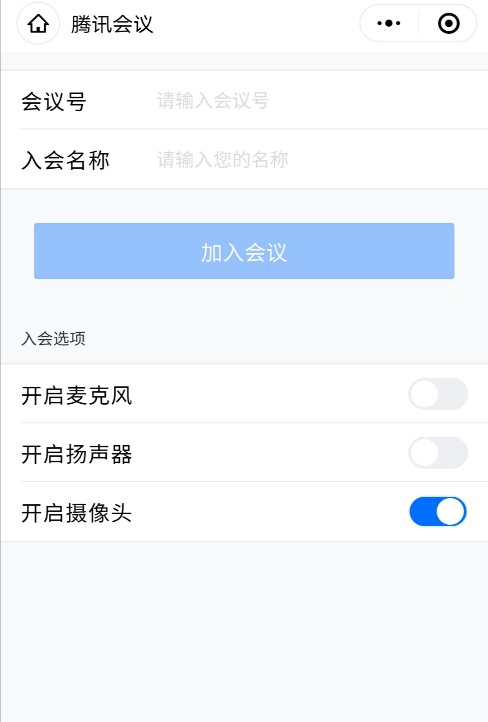 腾讯会议
会议号 请输入会议号
入会名称 请输入您的名称
加入会议
入会选项
开启麦克风
开启扬声器
开启摄像头